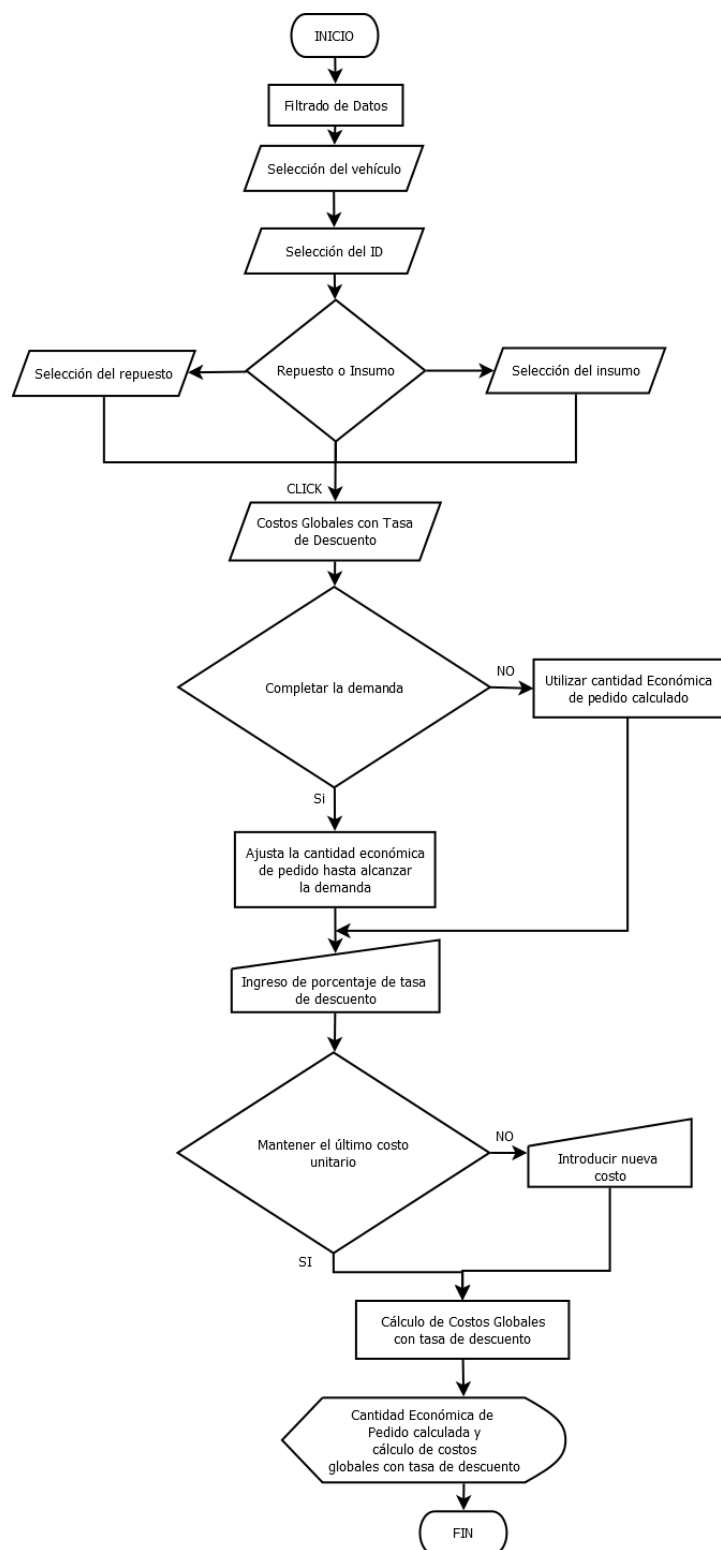 INICIO
Filtrado de Datos
Selección del vehículo
Selección del ID
Selección del repuesto
Repuesto o Insumo
Selección del insumo
CLICK
Costos Globales con Tasa
de Descuento
Completar la demanda
NO
Utilizar cantidad Económica
de pedido calculado
Si
Ajusta la cantidad económica
de pedido hasta alcanzar
la demanda
Ingreso de porcentaje de tasa
de descuento
Mantener el último costo
unitario
NO
Introducir nueva
costo
SI
Cálculo de Costos Globales
con tasa de descuento
Cantidad Económica de
Pedido calculada y
cálculo de costos
globales con tasa de descuento
FIN